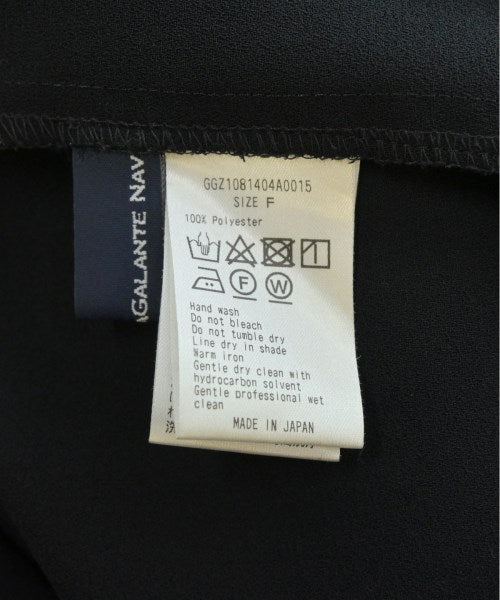 GGZ1081404A0015
SIZE F
100% Polyester
F
W
Hand wash
Do not bleach
Do not tumble dry
Line dry in shade
Warm iron
Gentle dry clean with
hydrocarbon solvent
Gentle professional wet
clean
MADE IN JAPAN
GALANTE NAV